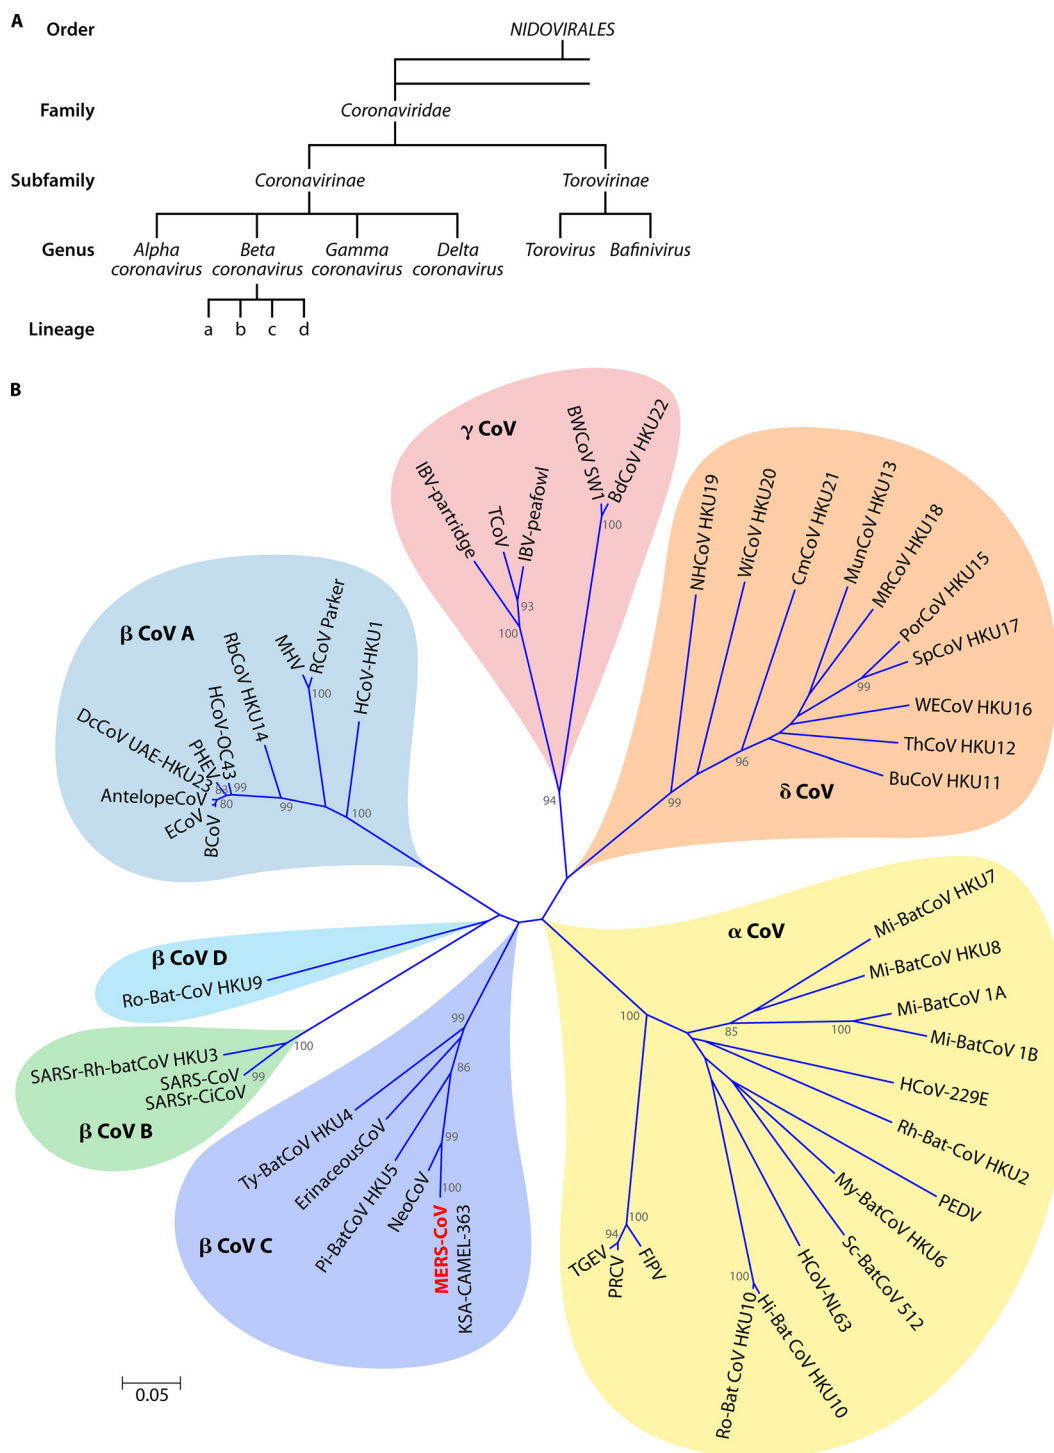 A
Order
NIDOVIRALES
Family
Coronaviridae
Subfamily
Coronavirinae
Torovirinae
Genus
Alpha
coronavirus
Beta
coronavirus
Gamma
coronavirus
Delta
coronavirus
Torovirus
Bafinivirus
Lineage
a
b
c
d
B
γ CoV
IBV-partridge
TCoV
IBV-peafowl
BWCoV SW1
BdCoV HKU22
100
93
100
94
NHCoV HKU19
WiCoV HKU20
CmCoV HKU21
MunCoV HKU13
MRCoV HKU18
PorCoV HKU15
SpCoV HKU17
WECoV HKU16
ThCoV HKU12
BuCoV HKU11
99
96
99
δ CoV
β CoV A
DcCoV UAE-HKU23
PHEV
HCoV-OC43
RbCoV HKU14
MHV
RCoV Parker
HCoV-HKU1
AntelopeCoV
ECoV
BCoV
83
99
80
99
100
100
β CoV D
Ro-Bat-CoV HKU9
SARSr-Rh-batCoV HKU3
SARS-CoV
SARSr-CiCoV
100
99
β CoV B
99
86
99
100
Ty-BatCoV HKU4
ErinaceousCoV
Pi-BatCoV HKU5
NeoCoV
MERS-CoV
KSA-CAMEL-363
β CoV C
α CoV
Mi-BatCoV HKU7
Mi-BatCoV HKU8
Mi-BatCoV 1A
Mi-BatCoV 1B
HCoV-229E
Rh-Bat-CoV HKU2
PEDV
My-BatCoV HKU6
Sc-BatCoV 512
HCoV-NL63
Hi-Bat CoV HKU10
Ro-Bat CoV HKU10
FIPV
PRCV
TGEV
100
85
100
100
94
100
0.05